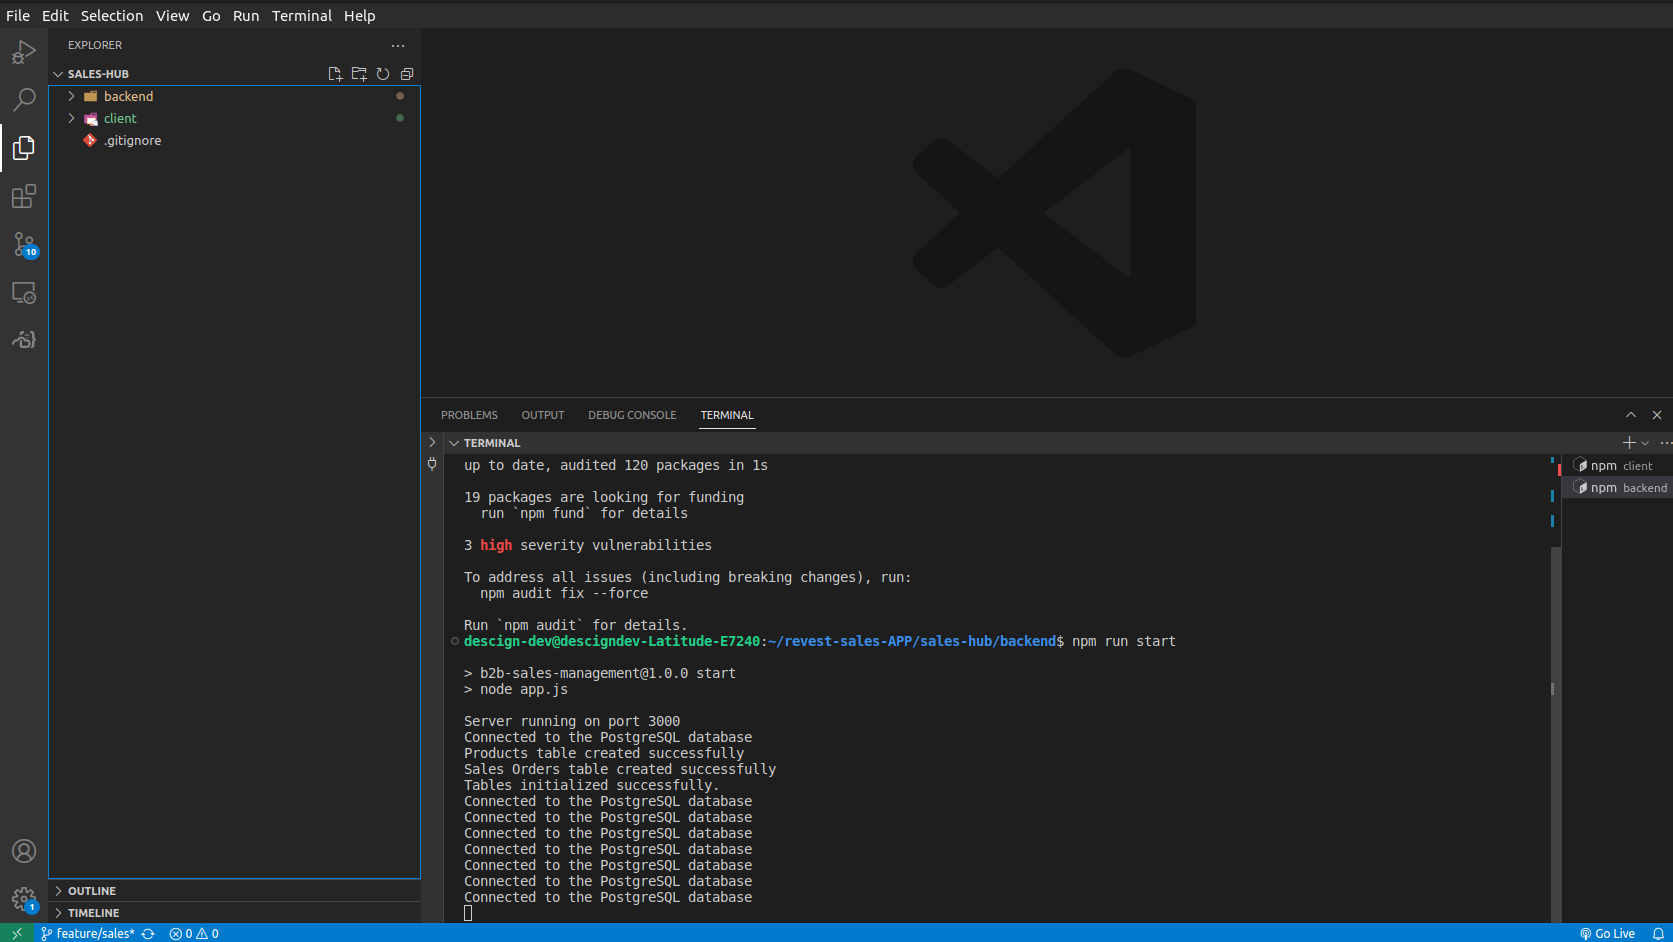 File Edit Selection View Go Run Terminal Help
EXPLORER
SALES-HUB
backend
client
.gitignore
10
1
OUTLINE
TIMELINE
PROBLEMS OUTPUT DEBUG CONSOLE TERMINAL
TERMINAL
up to date, audited 120 packages in 1s
19 packages are looking for funding
run `npm fund` for details
3 high severity vulnerabilities
To address all issues (including breaking changes), run:
npm audit fix --force
Run `npm audit` for details.
descign-dev@descigndev-Latitude-E7240:~/revest-sales-APP/sales-hub/backend$ npm run start
> b2b-sales-management@1.0.0 start
> node app.js
Server running on port 3000
Connected to the PostgreSQL database
Products table created successfully
Sales Orders table created successfully
Tables initialized successfully.
Connected to the PostgreSQL database
Connected to the PostgreSQL database
Connected to the PostgreSQL database
Connected to the PostgreSQL database
Connected to the PostgreSQL database
Connected to the PostgreSQL database
Connected to the PostgreSQL database
npm client
npm backend
feature/sales* 0 0 Go Live